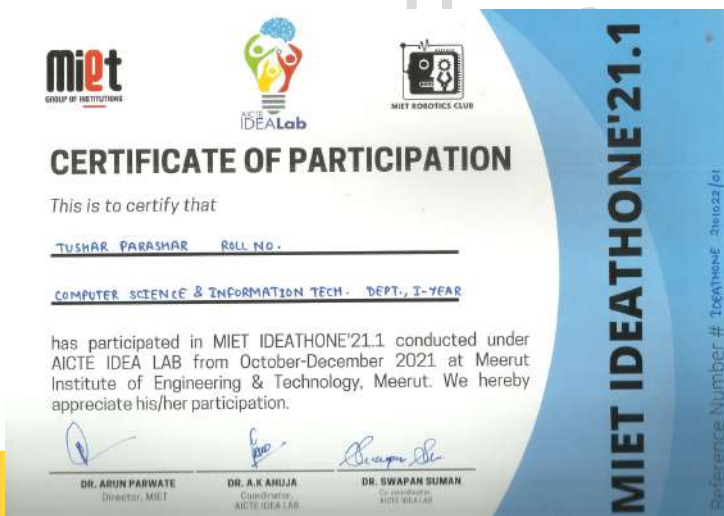 miet
GROUP OF INSTITUTIONS
AICTE
IDEALab
MIET ROBOTICS CLUB
CERTIFICATE OF PARTICIPATION
This is to certify that
TUSHAR PARASHAR ROLL NO.
COMPUTER SCIENCE & INFORMATION TECH. DEPT., I-YEAR
has participated in MIET IDEATHONE'21.1 conducted under
AICTE IDEA LAB from October-December 2021 at Meerut
Institute of Engineering & Technology, Meerut. We hereby
appreciate his/her participation.
DR. ARUN PARWATE
Director, MIET
DR. A.K AHUJA
Coordinator
AICTE IDEA LAB
DR. SWAPAN SUMAN
Co coordinator
AICTE IDEA LAB
MIET IDEATHONE'21.1
Reference Number # IDEATHONE 2101022/01